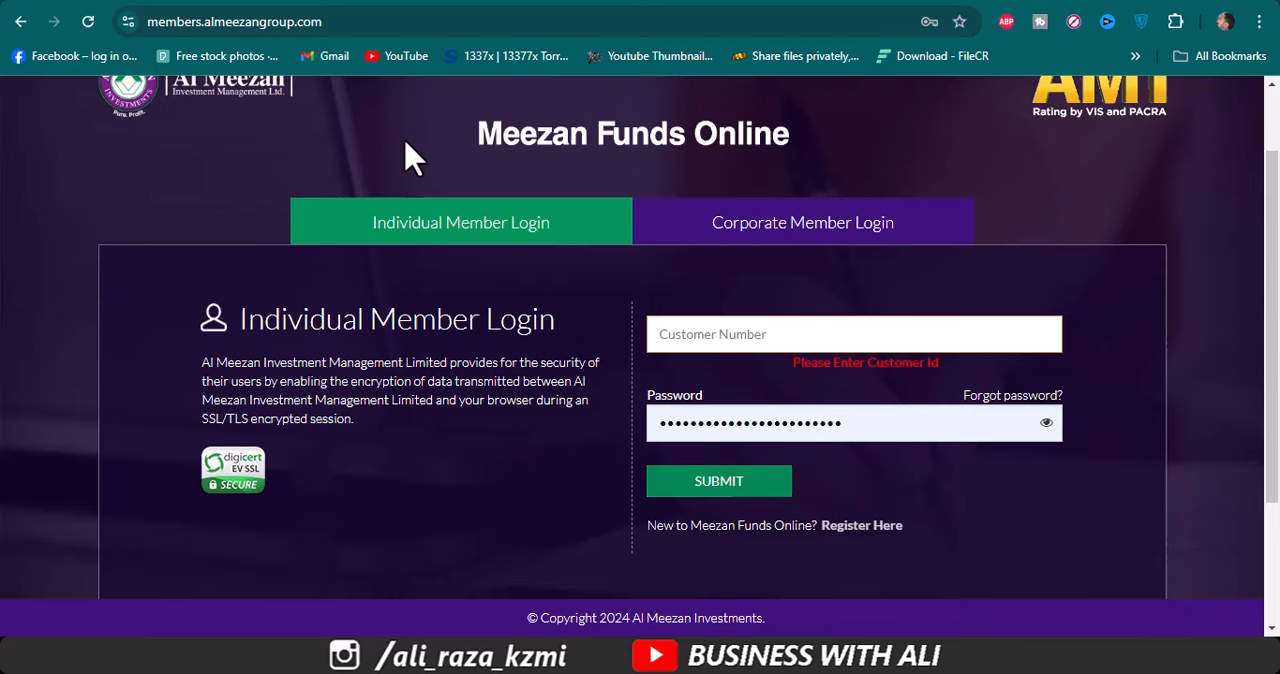 members.almeezangroup.com
ABP
Facebook – log in o...
Free stock photos -...
Gmail
YouTube
1337x | 13377x Torr...
Youtube Thumbnail...
Share files privately,...
Download - FileCR
»
All Bookmarks
INVESTMENTS
Pure. Profit.
Al Meezan
Investment Management Ltd.
AM1
Rating by VIS and PACRA
Meezan Funds Online
Individual Member Login
Corporate Member Login
Individual Member Login
Al Meezan Investment Management Limited provides for the security of
their users by enabling the encryption of data transmitted between Al
Meezan Investment Management Limited and your browser during an
SSL/TLS encrypted session.
digicert
EV SSL
SECURE
Customer Number
Please Enter Customer Id
Password
Forgot password?
SUBMIT
New to Meezan Funds Online? Register Here
© Copyright 2024 Al Meezan Investments.
/ali_raza_kzmi
BUSINESS WITH ALI